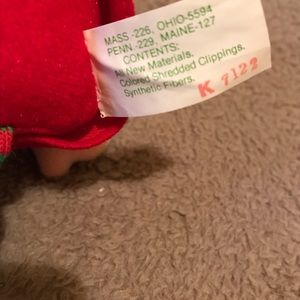 MASS -226, OHIO-5594
PENN.-229, MAINE-127
CONTENTS:
All New Materials.
Colored Shredded Clippings.
Synthetic Fibers.
K 7122